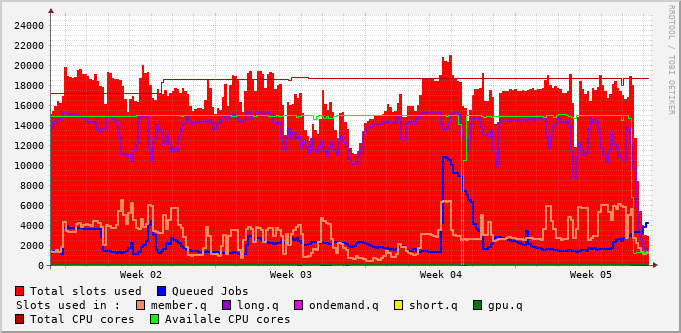 RRDTOOL / TOBI OETIKER
24000
22000
20000
18000
16000
14000
12000
10000
8000
6000
4000
2000
0
Week 02 Week 03 Week 04 Week 05
Total slots used Queued Jobs
Slots used in : member.q long.q ondemand.q short.q gpu.q
Total CPU cores Availale CPU cores